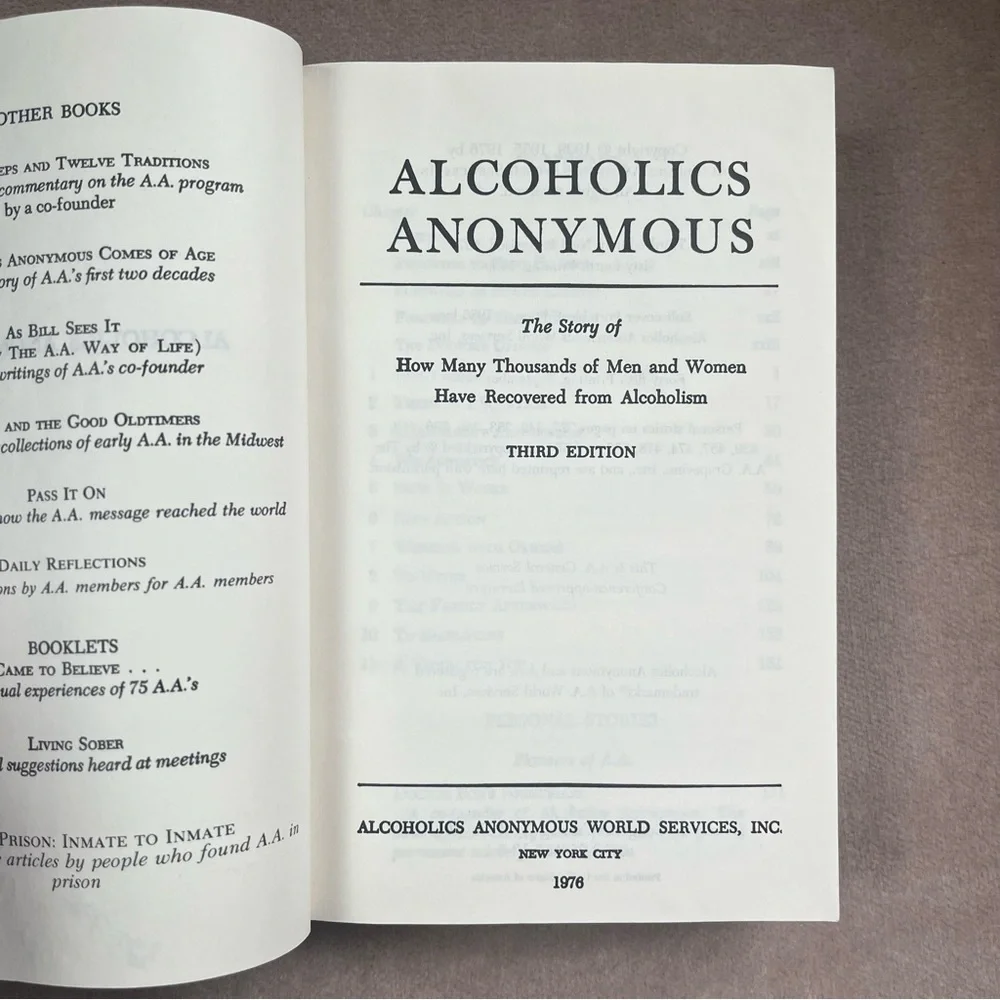 OTHER BOOKS
EPS AND TWELVE TRADITIONS
commentary on the A.A. program
by a co-founder
S ANONYMOUS COMES OF AGE
ory of A.A.'s first two decades
AS BILL SEES IT
THE A.A. WAY OF LIFE)
writings of A.A.'s co-founder
AND THE GOOD OLDTIMERS
collections of early A.A. in the Midwest
PASS IT ON
how the A.A. message reached the world
DAILY REFLECTIONS
ons by A.A. members for A.A. members
BOOKLETS
CAME TO BELIEVE . . .
ual experiences of 75 A.A.'s
LIVING SOBER
l suggestions heard at meetings
PRISON: INMATE TO INMATE
articles by people who found A.A. in
prison
ALCOHOLICS
ANONYMOUS
The Story of
How Many Thousands of Men and Women
Have Recovered from Alcoholism
THIRD EDITION
ALCOHOLICS ANONYMOUS WORLD SERVICES, INC.
NEW YORK CITY
1976